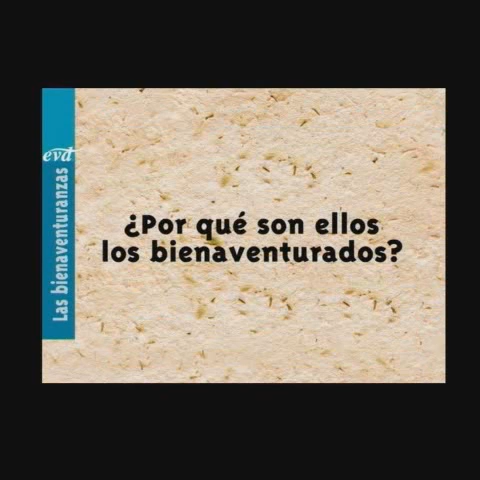 evd
Las bienaventuranzas
¿Por qué son ellos
los bienaventurados?